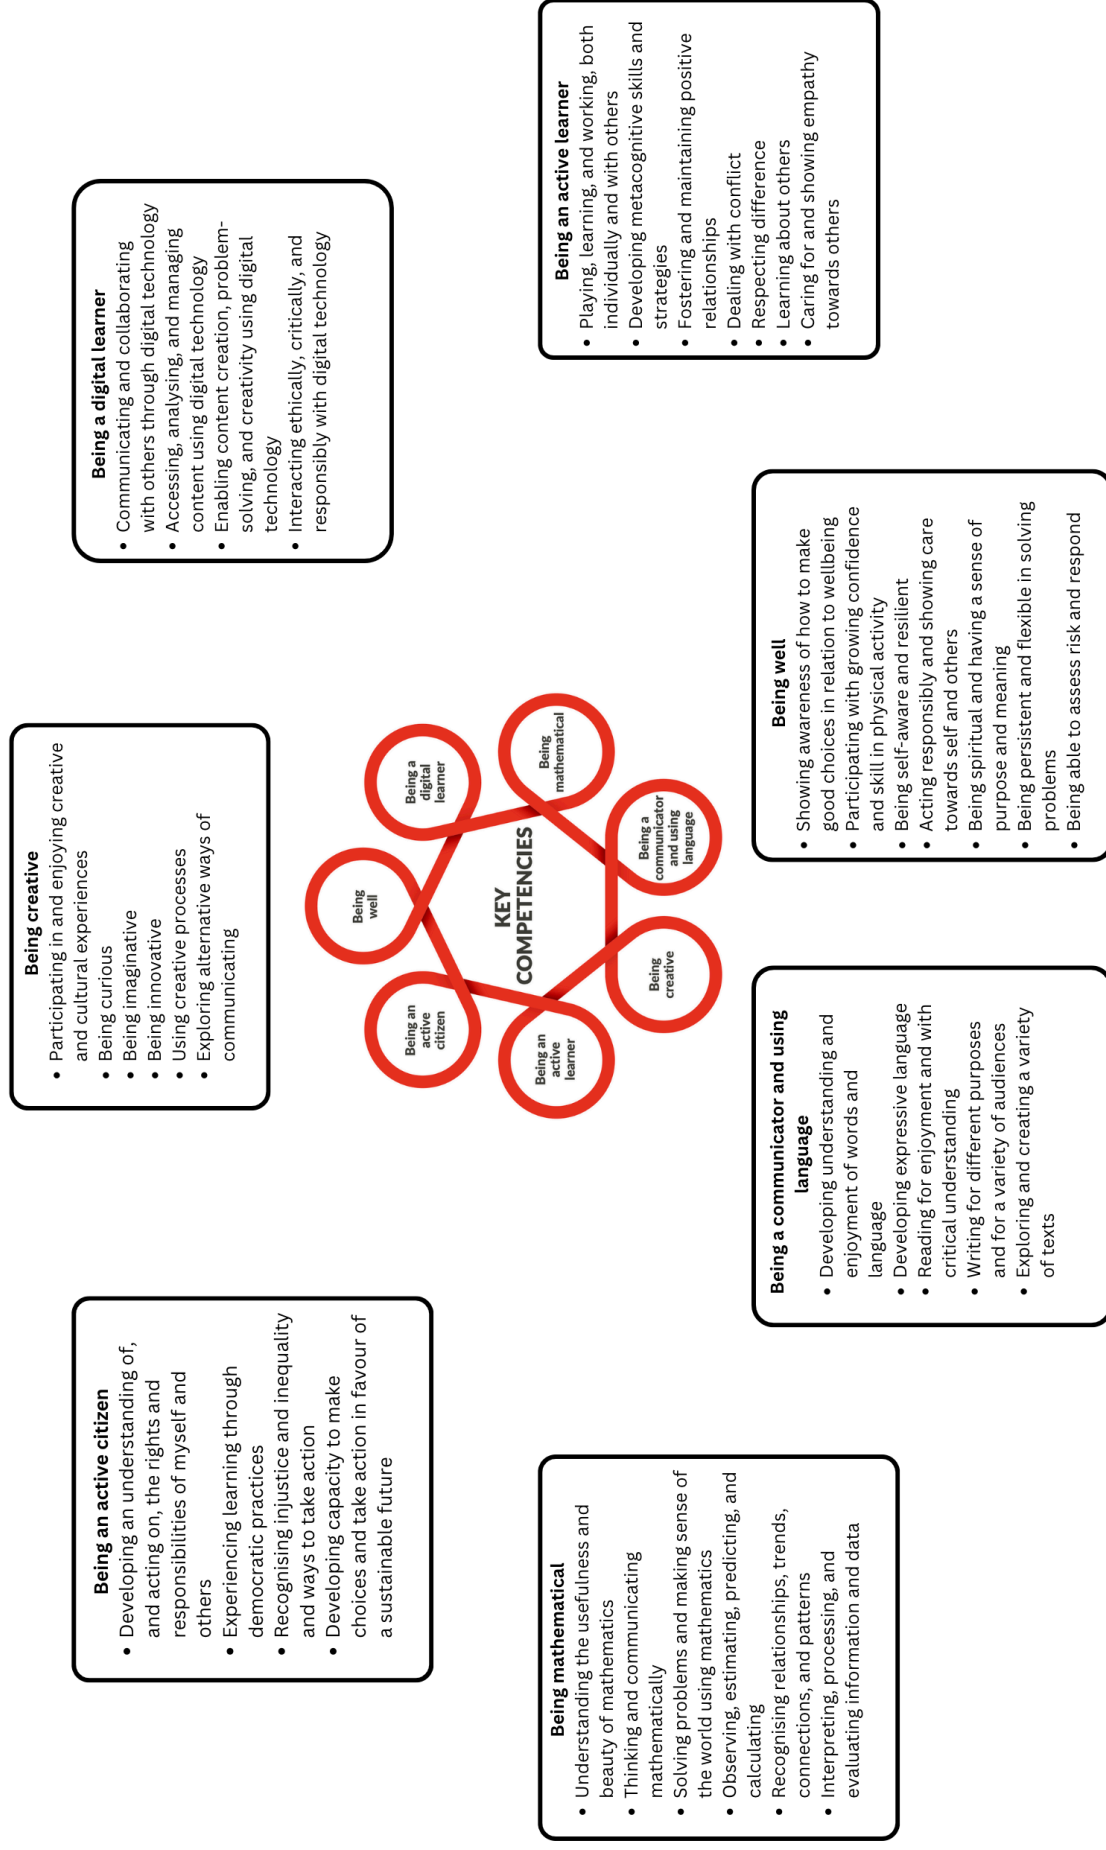 Being an active citizen
• Developing an understanding of,
and acting on, the rights and
responsibilities of myself and
others
• Experiencing learning through
democratic practices
• Recognising injustice and inequality
and ways to take action
• Developing capacity to make
choices and take action in favour of
a sustainable future
Being creative
• Participating in and enjoying creative
and cultural experiences
• Being curious
• Being imaginative
• Being innovative
• Using creative processes
• Exploring alternative ways of
communicating
Being a digital learner
• Communicating and collaborating
with others through digital technology
• Accessing, analysing, and managing
content using digital technology
• Enabling content creation, problem-
solving, and creativity using digital
technology
• Interacting ethically, critically, and
responsibly with digital technology
Being mathematical
• Understanding the usefulness and
beauty of mathematics
• Thinking and communicating
mathematically
• Solving problems and making sense of
the world using mathematics
• Observing, estimating, predicting, and
calculating
• Recognising relationships, trends,
connections, and patterns
• Interpreting, processing, and
evaluating information and data
KEY
COMPETENCIES
Being
well
Being a
digital
learner
Being
mathematical
Being a
communicator
and using
language
Being
creative
Being an
active
learner
Being an
active
citizen
Being an active learner
• Playing, learning, and working, both
individually and with others
• Developing metacognitive skills and
strategies
• Fostering and maintaining positive
relationships
• Dealing with conflict
• Respecting difference
• Learning about others
• Caring for and showing empathy
towards others
Being a communicator and using
language
• Developing understanding and
enjoyment of words and
language
• Developing expressive language
• Reading for enjoyment and with
critical understanding
• Writing for different purposes
and for a variety of audiences
• Exploring and creating a variety
of texts
Being well
• Showing awareness of how to make
good choices in relation to wellbeing
• Participating with growing confidence
and skill in physical activity
• Being self-aware and resilient
• Acting responsibly and showing care
towards self and others
• Being spiritual and having a sense of
purpose and meaning
• Being persistent and flexible in solving
problems
• Being able to assess risk and respond